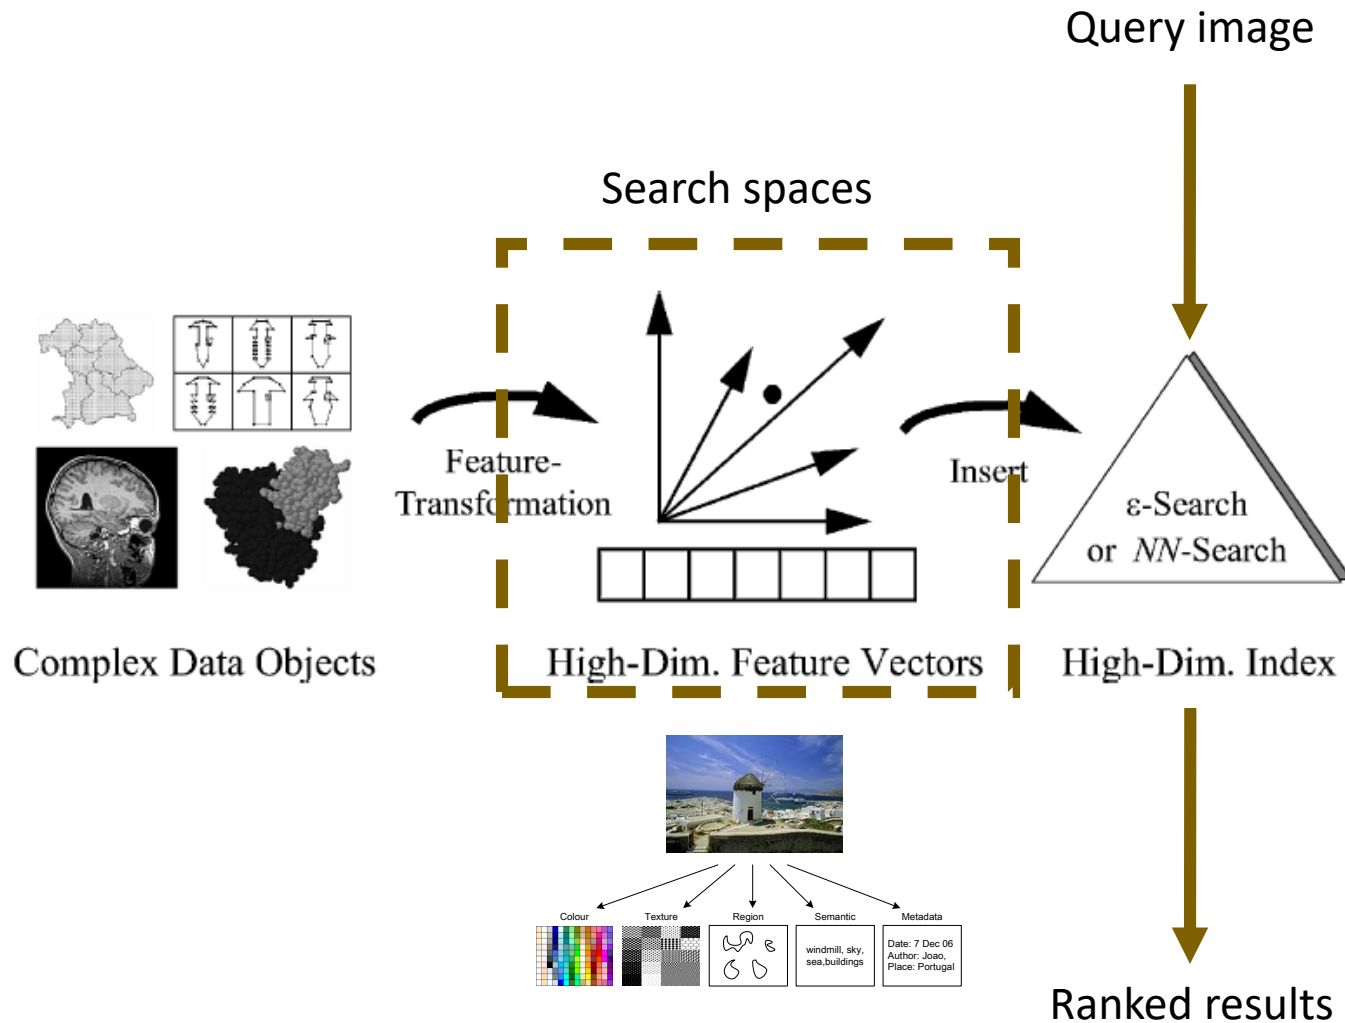 Query image
Search spaces
Feature-
Transformation
Insert
ε-Search
or NN-Search
Complex Data Objects
High-Dim. Feature Vectors
High-Dim. Index
Colour
Texture
Region
Semantic
Metadata
windmill, sky,
sea,buildings
Date: 7 Dec 06
Author: Joao,
Place: Portugal
Ranked results